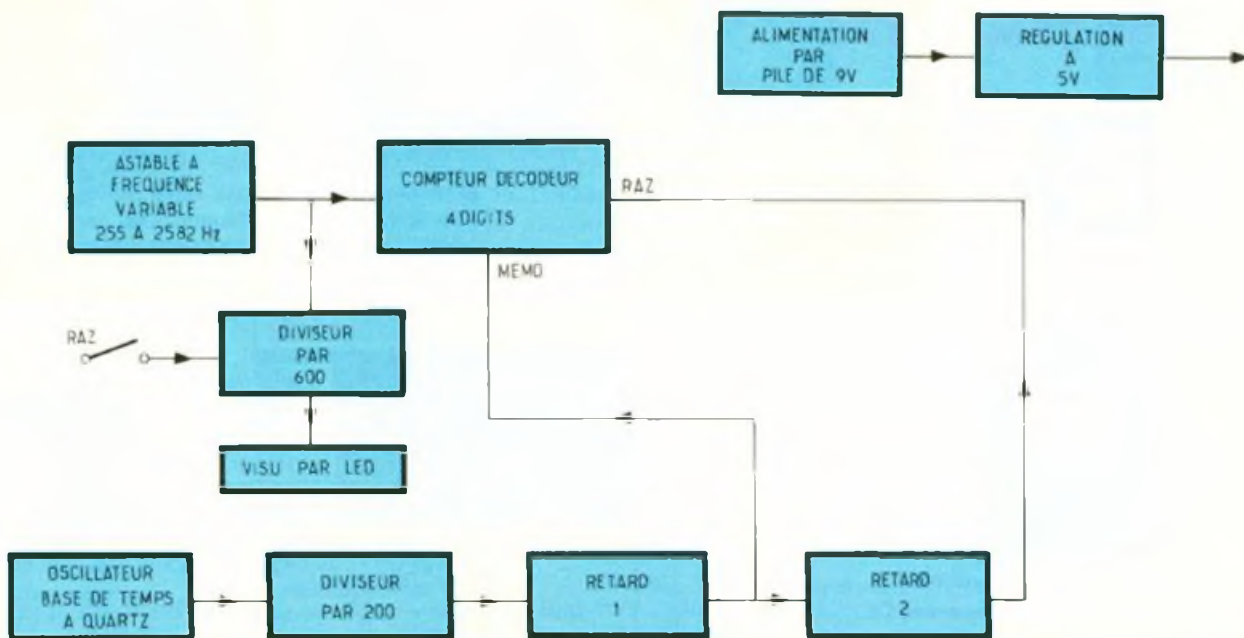 ALIMENTATION
PAR
PILE DE 9V
REGULATION
A
5V
ASTABLE A
FREQUENCE
VARIABLE
255 A 2582 Hz
COMPTEUR DECODEUR
4 DIGITS
RAZ
MEMO
RAZ
DIVISEUR
PAR
600
VISU PAR LED
OSCILLATEUR
BASE DE TEMPS
A QUARTZ
DIVISEUR
PAR 200
RETARD
1
RETARD
2